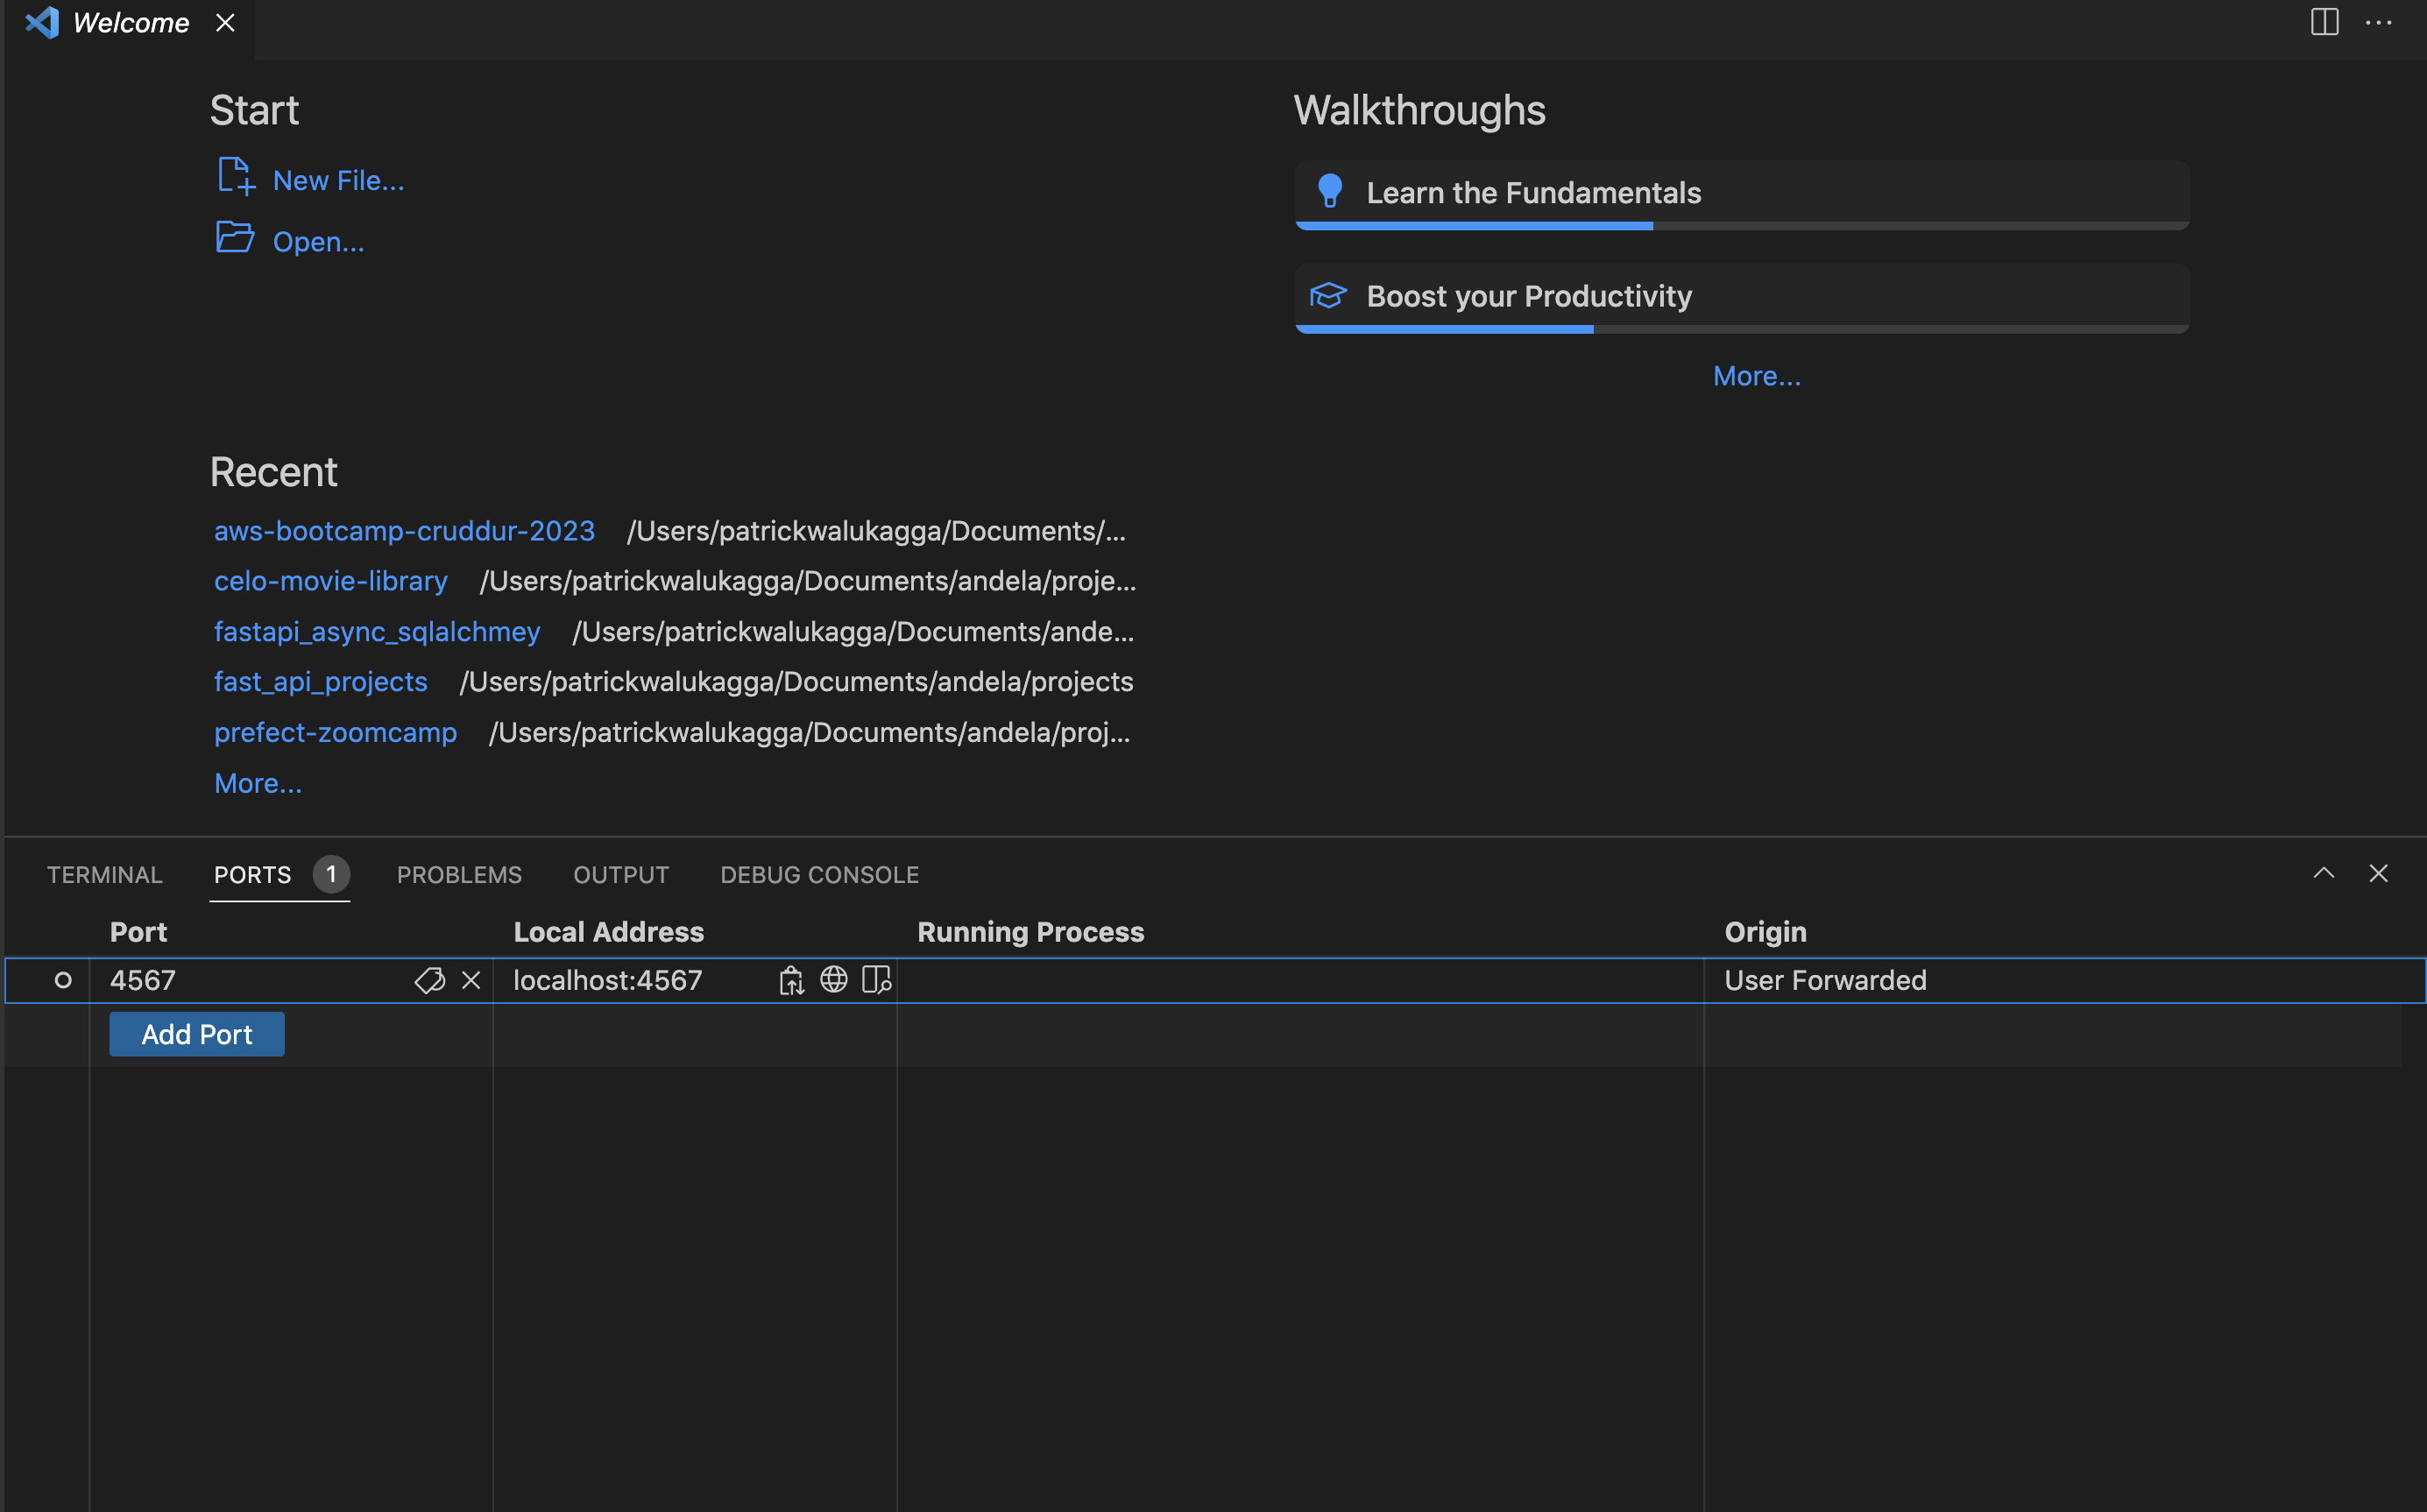 Welcome
Start
New File...
Open...
Walkthroughs
Learn the Fundamentals
Boost your Productivity
More...
Recent
aws-bootcamp-cruddur-2023 /Users/patrickwalukagga/Documents/...
celo-movie-library /Users/patrickwalukagga/Documents/andela/proje...
fastapi_async_sqlalchmey /Users/patrickwalukagga/Documents/ande...
fast_api_projects /Users/patrickwalukagga/Documents/andela/projects
prefect-zoomcamp /Users/patrickwalukagga/Documents/andela/proj...
More...
TERMINAL PORTS 1 PROBLEMS OUTPUT DEBUG CONSOLE
Port Local Address Running Process Origin
4567 localhost:4567 User Forwarded
Add Port